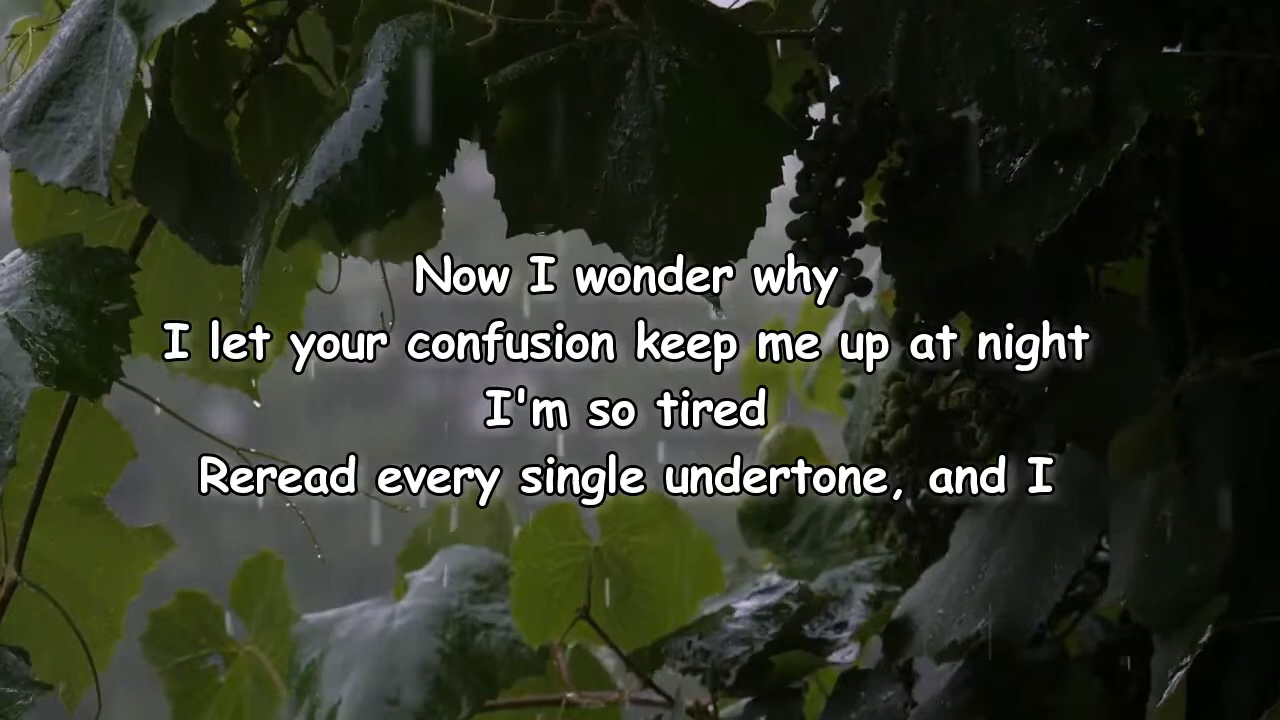 Now I wonder why
I let your confusion keep me up at night
I'm so tired
Reread every single undertone, and I